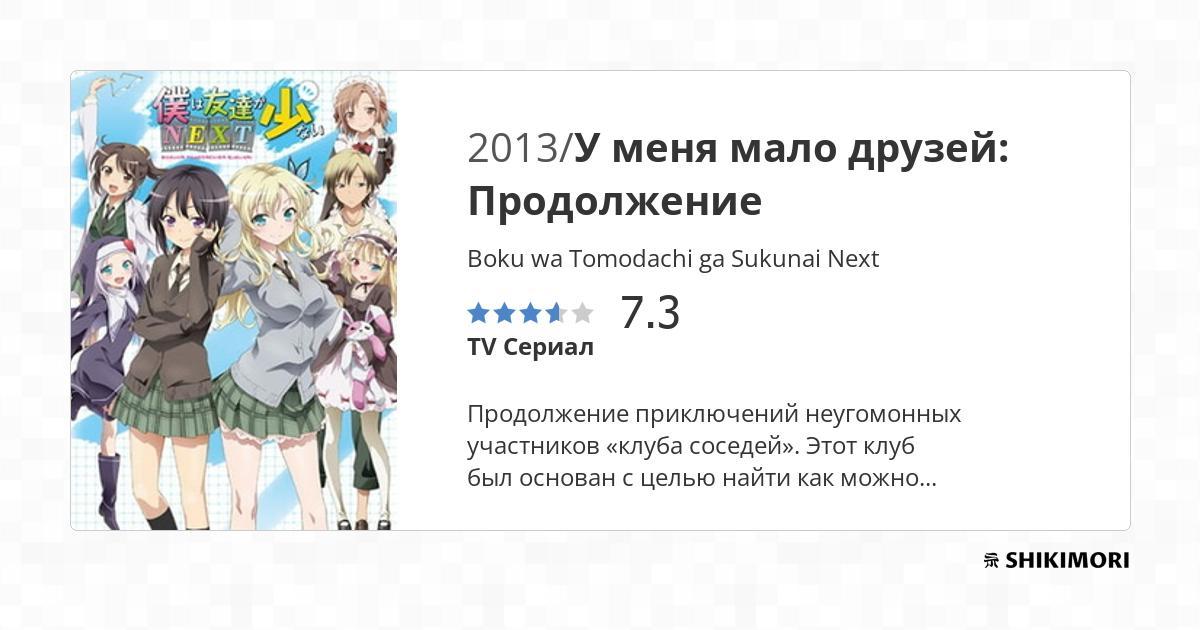 僕は友達が少ない
NEXT
2013/У меня мало друзей:
Продолжение
Boku wa Tomodachi ga Sukunai Next
7.3
TV Сериал
Продолжение приключений неугомонных
участников «клуба соседей». Этот клуб
был основан с целью найти как можно...
SHIKIMORI